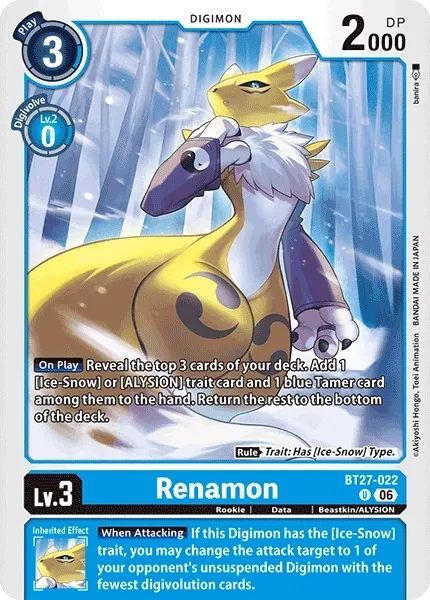 DIGIMON
Play
3
DP
2000
Digivolve
Lv.2
0
banira
On Play Reveal the top 3 cards of your deck. Add 1
[Ice-Snow] or [ALYSION] trait card and 1 blue Tamer card
among them to the hand. Return the rest to the bottom
of the deck.
Rule Trait: Has [Ice-Snow] Type.
©Akiyoshi Hongo, Toei Animation BANDAI MADE IN JAPAN
Lv.3
Renamon
BT27-022
U 06
Rookie | Data | Beastkin/ALYSION
Inherited Effect
When Attacking If this Digimon has the [Ice-Snow]
trait, you may change the attack target to 1 of
your opponent's unsuspended Digimon with the
fewest digivolution cards.